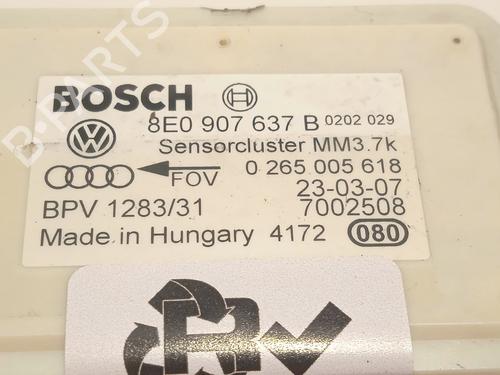 BOSCH
8E0 907 637 B 0202 029
Sensorcluster MM3.7k
FOV 0 265 005 618
23-03-07
BPV 1283/31 7002508
Made in Hungary 4172 080
B-PARTS